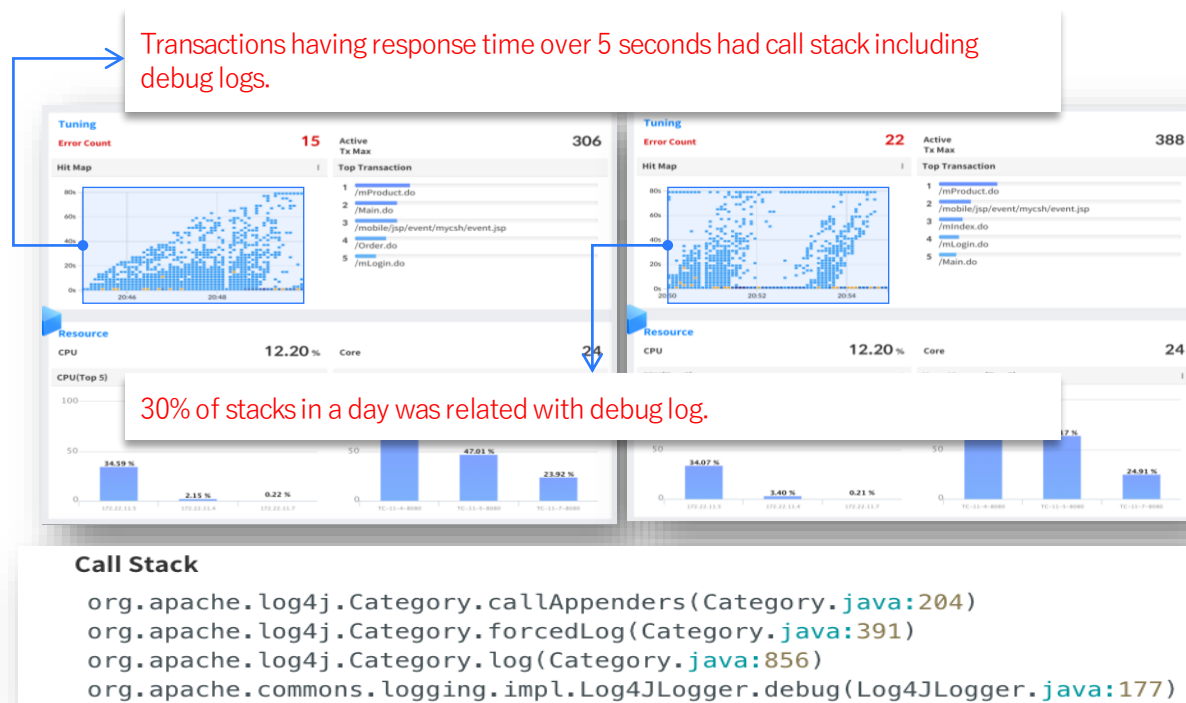 Transactions having response time over 5 seconds had call stack including
debug logs.
Tuning
Error Count 15
Active
Tx Max
306
Hit Map
Top Transaction
80s
60s
40s
20s
0s
20:46 20:48
1 /mProduct.do
2 /Main.do
3 /mobile/jsp/event/mycsh/event.jsp
4 /Order.do
5 /mLogin.do
Resource
CPU 12.20 %
Core 24
CPU(Top 5)
100
50
0
34.59 %
2.15 %
0.22 %
172.22.11.5 172.22.11.4 172.22.11.7
50
0
47.01 %
23.92 %
TC-11-4-8080 TC-11-5-8080 TC-11-7-8080
Tuning
Error Count 22
Active
Tx Max
388
Hit Map
Top Transaction
80s
60s
40s
20s
0s
20:50 20:52 20:54
1 /mProduct.do
2 /mobile/jsp/event/mycsh/event.jsp
3 /mIndex.do
4 /mLogin.do
5 /Main.do
Resource
CPU 12.20 %
Core 24
50
0
34.07 %
3.40 %
0.21 %
172.22.11.5 172.22.11.4 172.22.11.7
50
0
24.91 %
TC-11-4-8080 TC-11-5-8080 TC-11-7-8080
30% of stacks in a day was related with debug log.
Call Stack
org.apache.log4j.Category.callAppenders(Category.java:204)
org.apache.log4j.Category.forcedLog(Category.java:391)
org.apache.log4j.Category.log(Category.java:856)
org.apache.commons.logging.impl.Log4JLogger.debug(Log4JLogger.java:177)